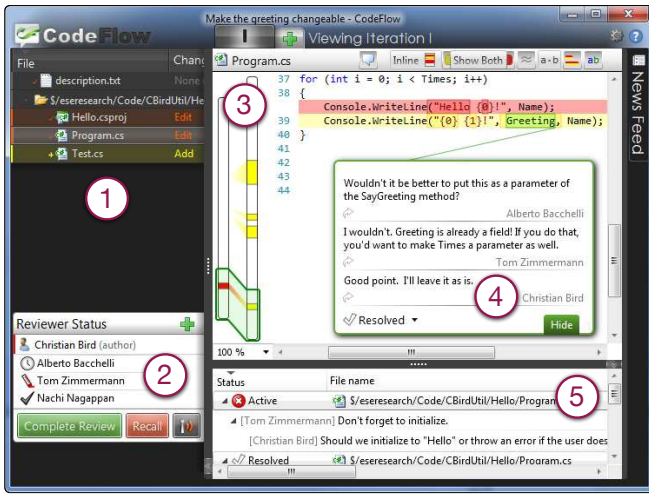 Make the greeting changeable - CodeFlow
CodeFlow
I
Viewing Iteration I
File
Chang
description.txt
None
$/eseresearch/Code/CBirdUtil/He
Hello.csproj
Edit
Program.cs
Edit
Test.cs
Add
1
Reviewer Status
Christian Bird (author)
Alberto Bacchelli
Tom Zimmermann
Nachi Nagappan
2
Complete Review
Recall
Program.cs
Inline
Show Both
a-b
ab
News Feed
3
37 for (int i = 0; i < Times; i++)
38 {
Console.WriteLine("Hello {0}!", Name);
39 Console.WriteLine("{0} {1}!", Greeting, Name);
40 }
41
42
43
44
Wouldn't it be better to put this as a parameter of
the SayGreeting method?
Alberto Bacchelli
I wouldn't. Greeting is already a field! If you do that,
you'd want to make Times a parameter as well.
Tom Zimmermann
Good point. I'll leave it as is.
4
Christian Bird
Resolved
Hide
100 %
Status
File name
5
Active
$/eseresearch/Code/CBirdUtil/Hello/Program.cs
[Tom Zimmermann] Don't forget to initialize.
[Christian Bird] Should we initialize to "Hello" or throw an error if the user does
Resolved
$/eseresearch/Code/CBirdUtil/Hello/Program.cs